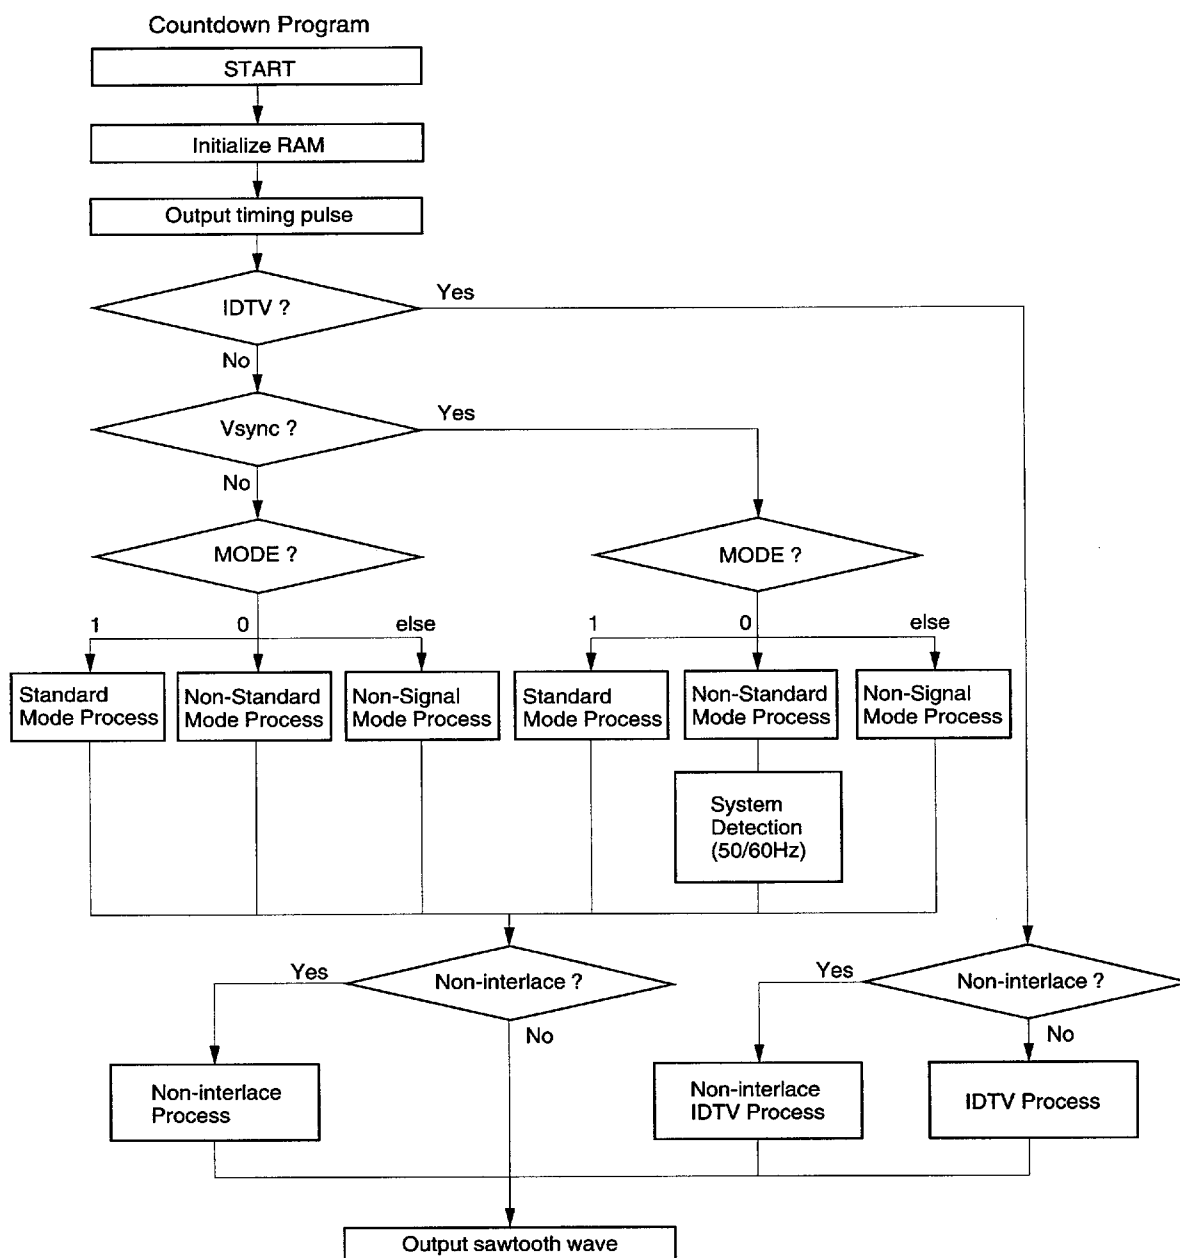 Countdown Program
START
Initialize RAM
Output timing pulse
IDTV ?
Yes
No
Vsync ?
Yes
No
MODE ?
MODE ?
1
0
else
1
0
else
Standard
Mode Process
Non-Standard
Mode Process
Non-Signal
Mode Process
Standard
Mode Process
Non-Standard
Mode Process
Non-Signal
Mode Process
System
Detection
(50/60Hz)
Yes
Non-interlace ?
No
Yes
Non-interlace ?
No
Non-interlace
Process
Non-interlace
IDTV Process
IDTV Process
Output sawtooth wave